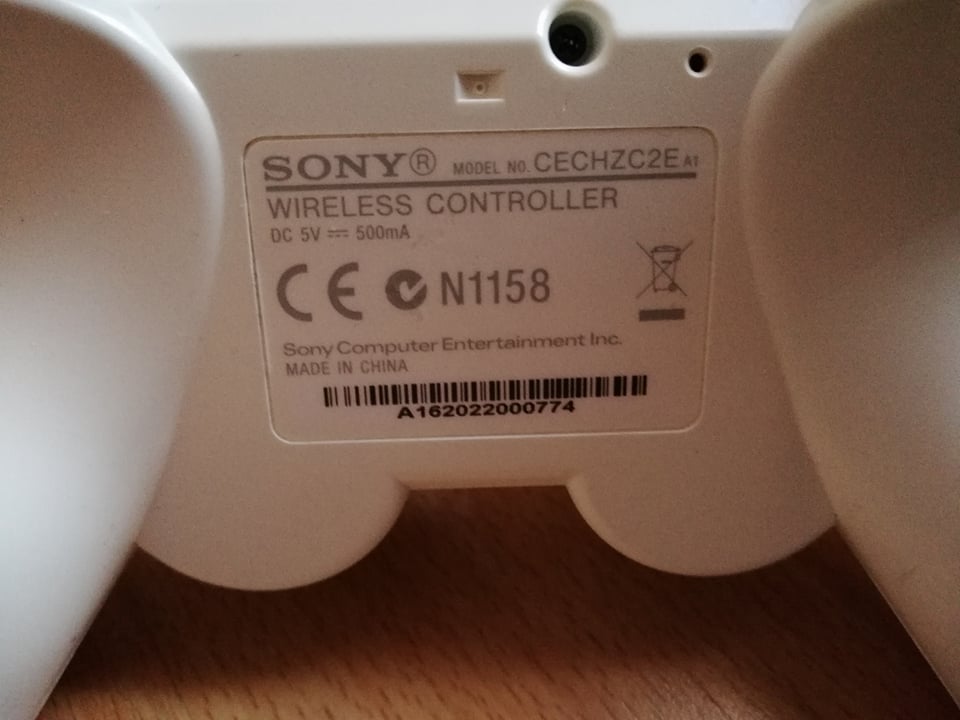 SONY® MODEL NO. CECHZC2E A1
WIRELESS CONTROLLER
DC 5V ⎓ 500mA
CE N1158
Sony Computer Entertainment Inc.
MADE IN CHINA
A162022000774